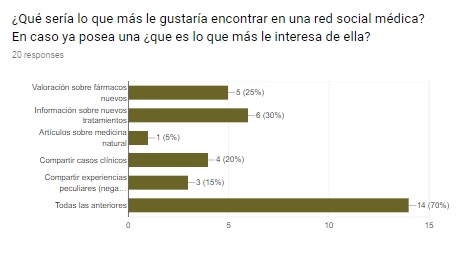 ¿Qué sería lo que más le gustaría encontrar en una red social médica?
En caso ya posea una ¿que es lo que más le interesa de ella?
20 responses
Valoración sobre fármacos
nuevos
5 (25%)
Información sobre nuevos
tratamientos
6 (30%)
Artículos sobre medicina
natural
1 (5%)
Compartir casos clínicos
4 (20%)
Compartir experiencias
peculiares (nega…
3 (15%)
Todas las anteriores
14 (70%)
0
5
10
15